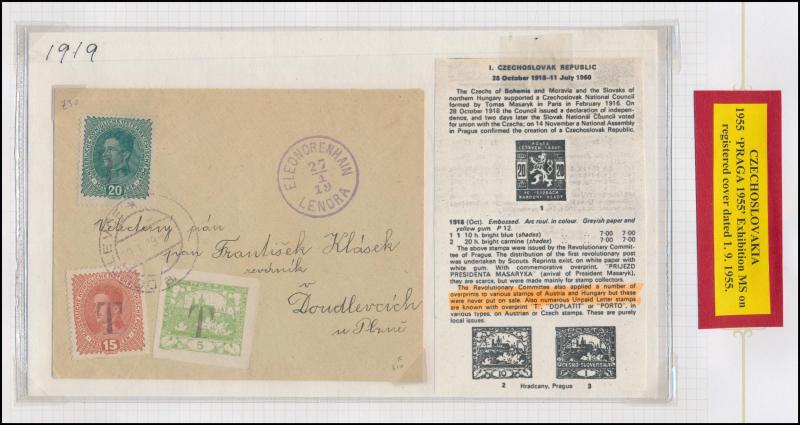 1919
250
20
ELEONORENHAIN
27
1
19
LENORA
Veledctený pán
pan František Klásek
revírník
v
Doudlevcích
u Plzně
T
15
T
5
I. CZECHOSLOVAK REPUBLIC
28 October 1918–11 July 1960
The Czechs of Bohemia and Moravia and the Slovaks of
northern Hungary supported a Czechoslovak National Council
formed by Tomas Masaryk in Paris in February 1916. On
28 October 1918 the Council issued a declaration of indepen-
dence, and two days later the Slovak National Council voted
for union with the Czechs; on 14 November a National Assembly
in Prague confirmed the creation of a Czechoslovak Republic.
20
1
1918 (Oct). Embossed. Arc roul. in colour. Greyish paper and
yellow gum. P 12.
1 1 10 h. bright blue (shades) .. .. 7·00 7·00
2 20 h. bright carmine (shades) .. .. 7·00 9·00
The above stamps were issued by the Revolutionary Commit-
tee of Prague. The distribution of the first revolutionary post
was undertaken by Scouts. Reprints exist, on white paper with
white gum. With commemorative overprint, "PRIJEZD
PRESIDENTA MASARYKA" (arrival of President Masaryk),
they are scarce, but were made mainly for stamp collectors.
The Revolutionary Committee also applied a number of
overprints to various stamps of Austria and Hungary but these
were never put on sale. Also numerous Unpaid Letter stamps
are known with overprint "T", "DOPLATIT" or "PORTO", in
various types, on Austrian or Czech stamps. These are purely
local issues.
2 Hradcany, Prague 3
CZECHOSLOVAKIA
1955 'PRAGA 1955' Exhibition MS on
registered cover dated 1. 9. 1955.